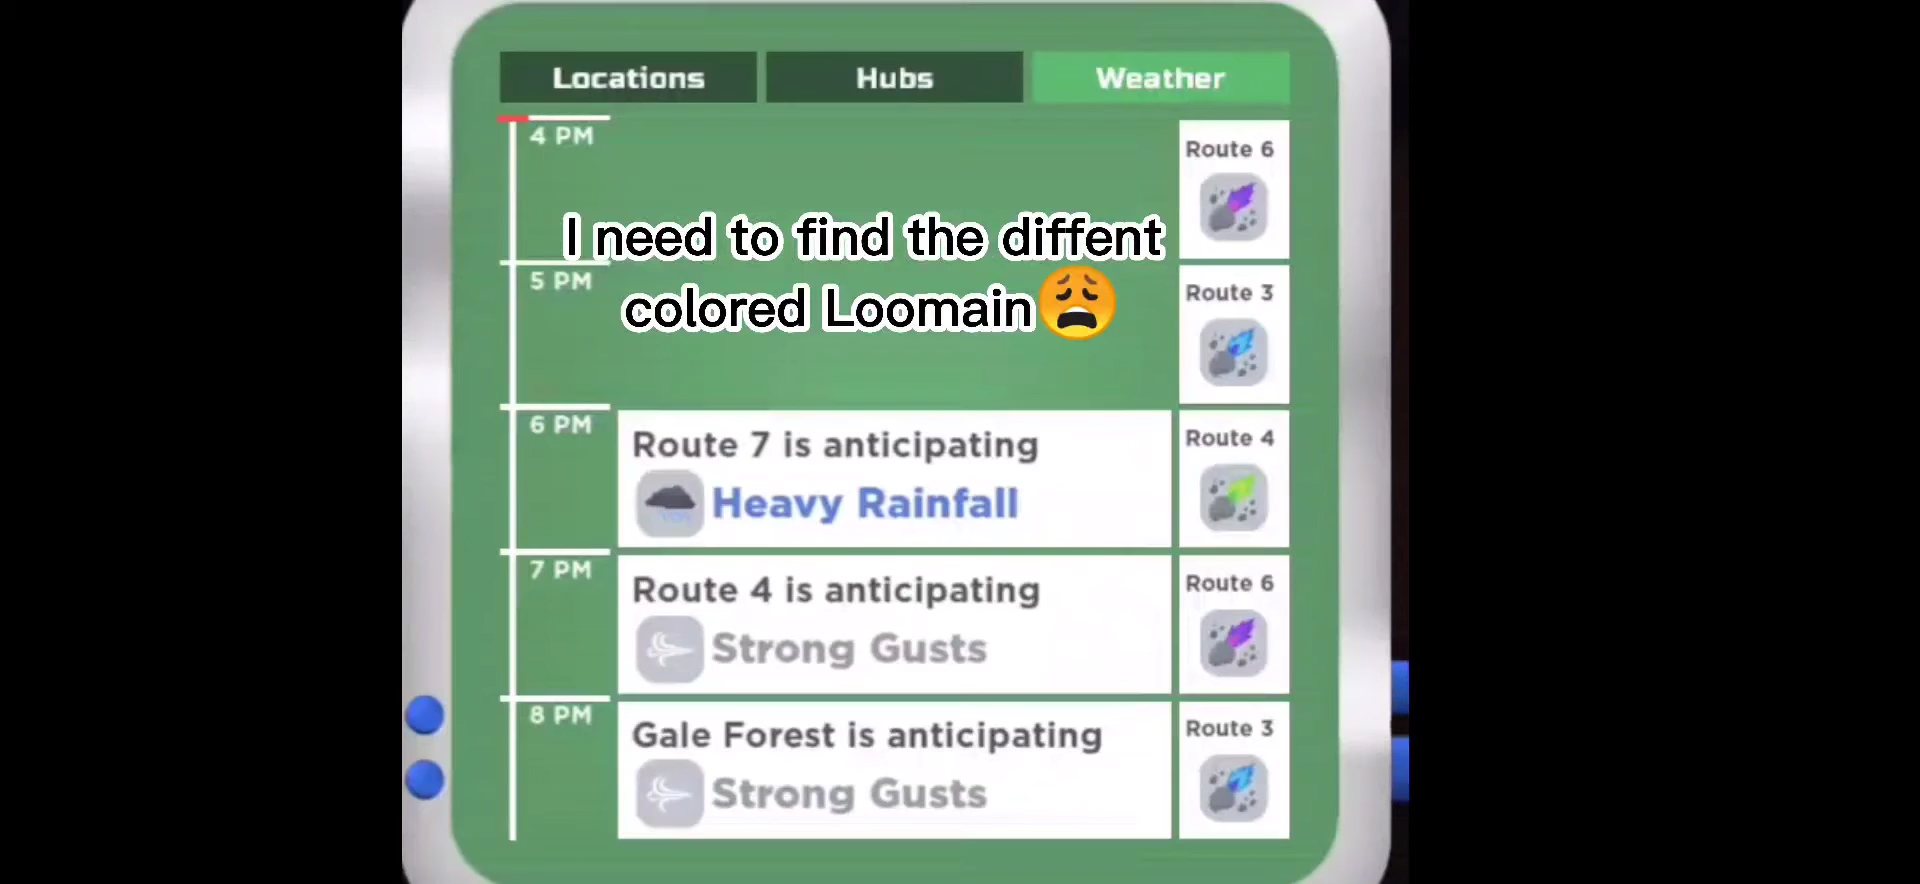 Locations Hubs Weather
4 PM
Route 6
I need to find the diffent
colored Loomain
5 PM
Route 3
6 PM
Route 7 is anticipating
Heavy Rainfall
Route 4
7 PM
Route 4 is anticipating
Strong Gusts
Route 6
8 PM
Gale Forest is anticipating
Strong Gusts
Route 3